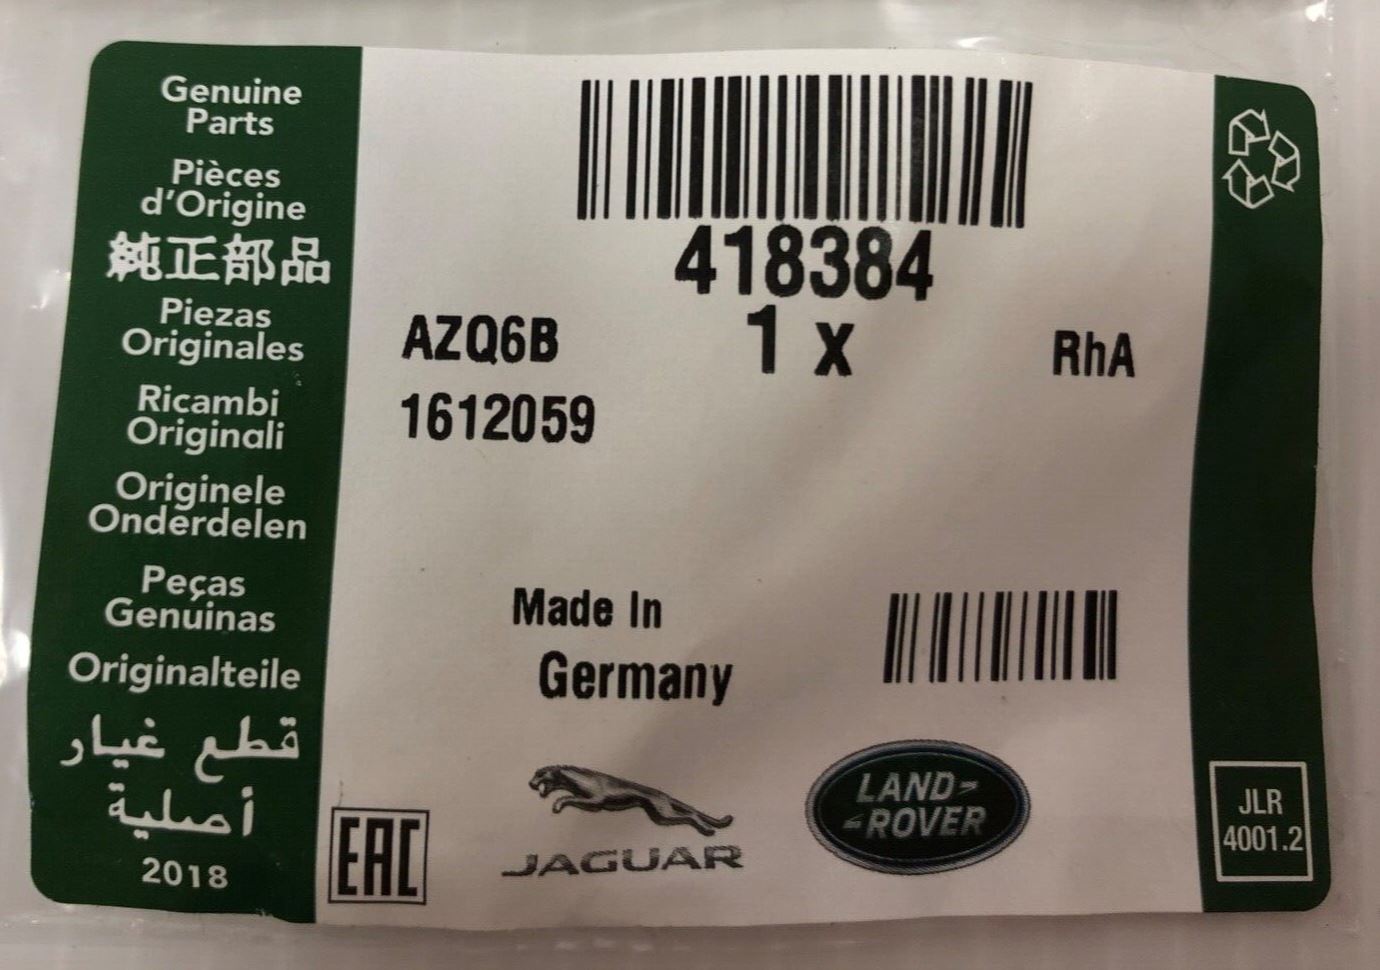 Genuine
Parts
Pièces
d'Origine
純正部品
Piezas
Originales
Ricambi
Originali
Originele
Onderdelen
Peças
Genuinas
Originalteile
قطع غيار
أصلية
2018
418384
AZQ6B
1 x
RhA
1612059
Made In
Germany
EAC
JAGUAR
LAND-
-ROVER
JLR
4001.2